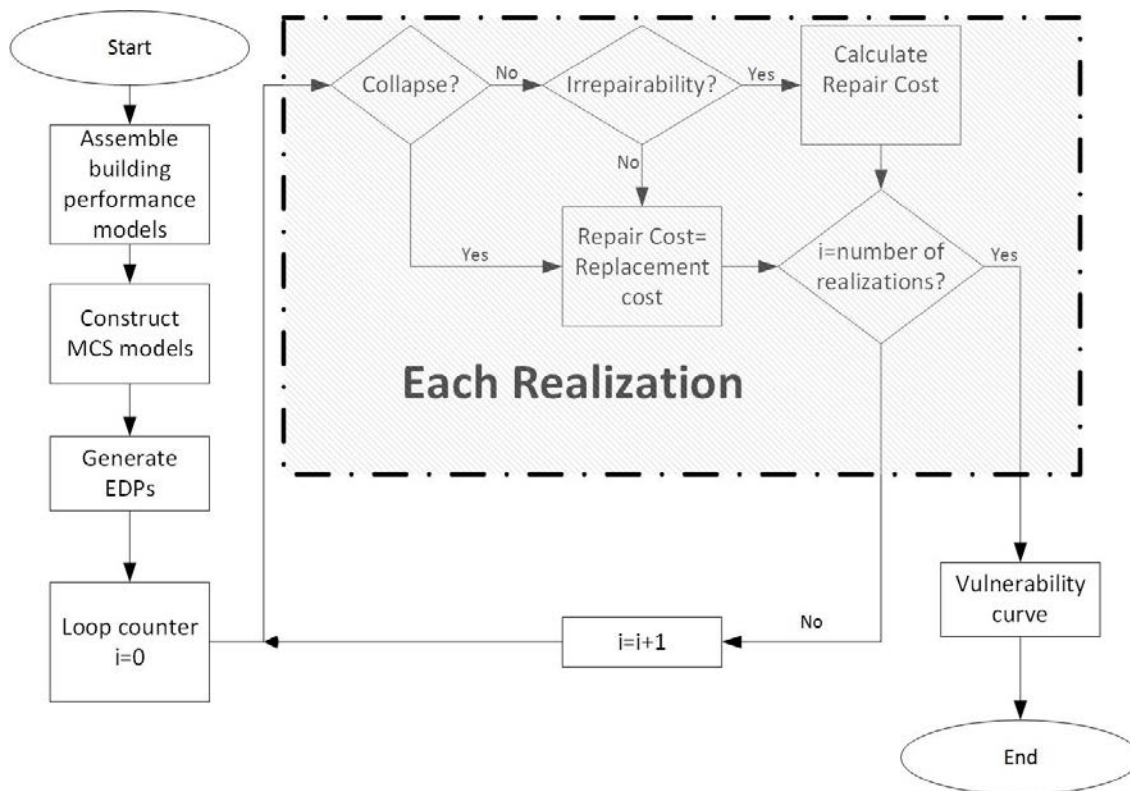 Start
Assemble
building
performance
models
Construct
MCS models
Generate
EDPs
Loop counter
i=0
Collapse?
No
Yes
Irrepairability?
Yes
No
Calculate
Repair Cost
Repair Cost=
Replacement
cost
i=number of
realizations?
Yes
No
Each Realization
i=i+1
Vulnerability
curve
End